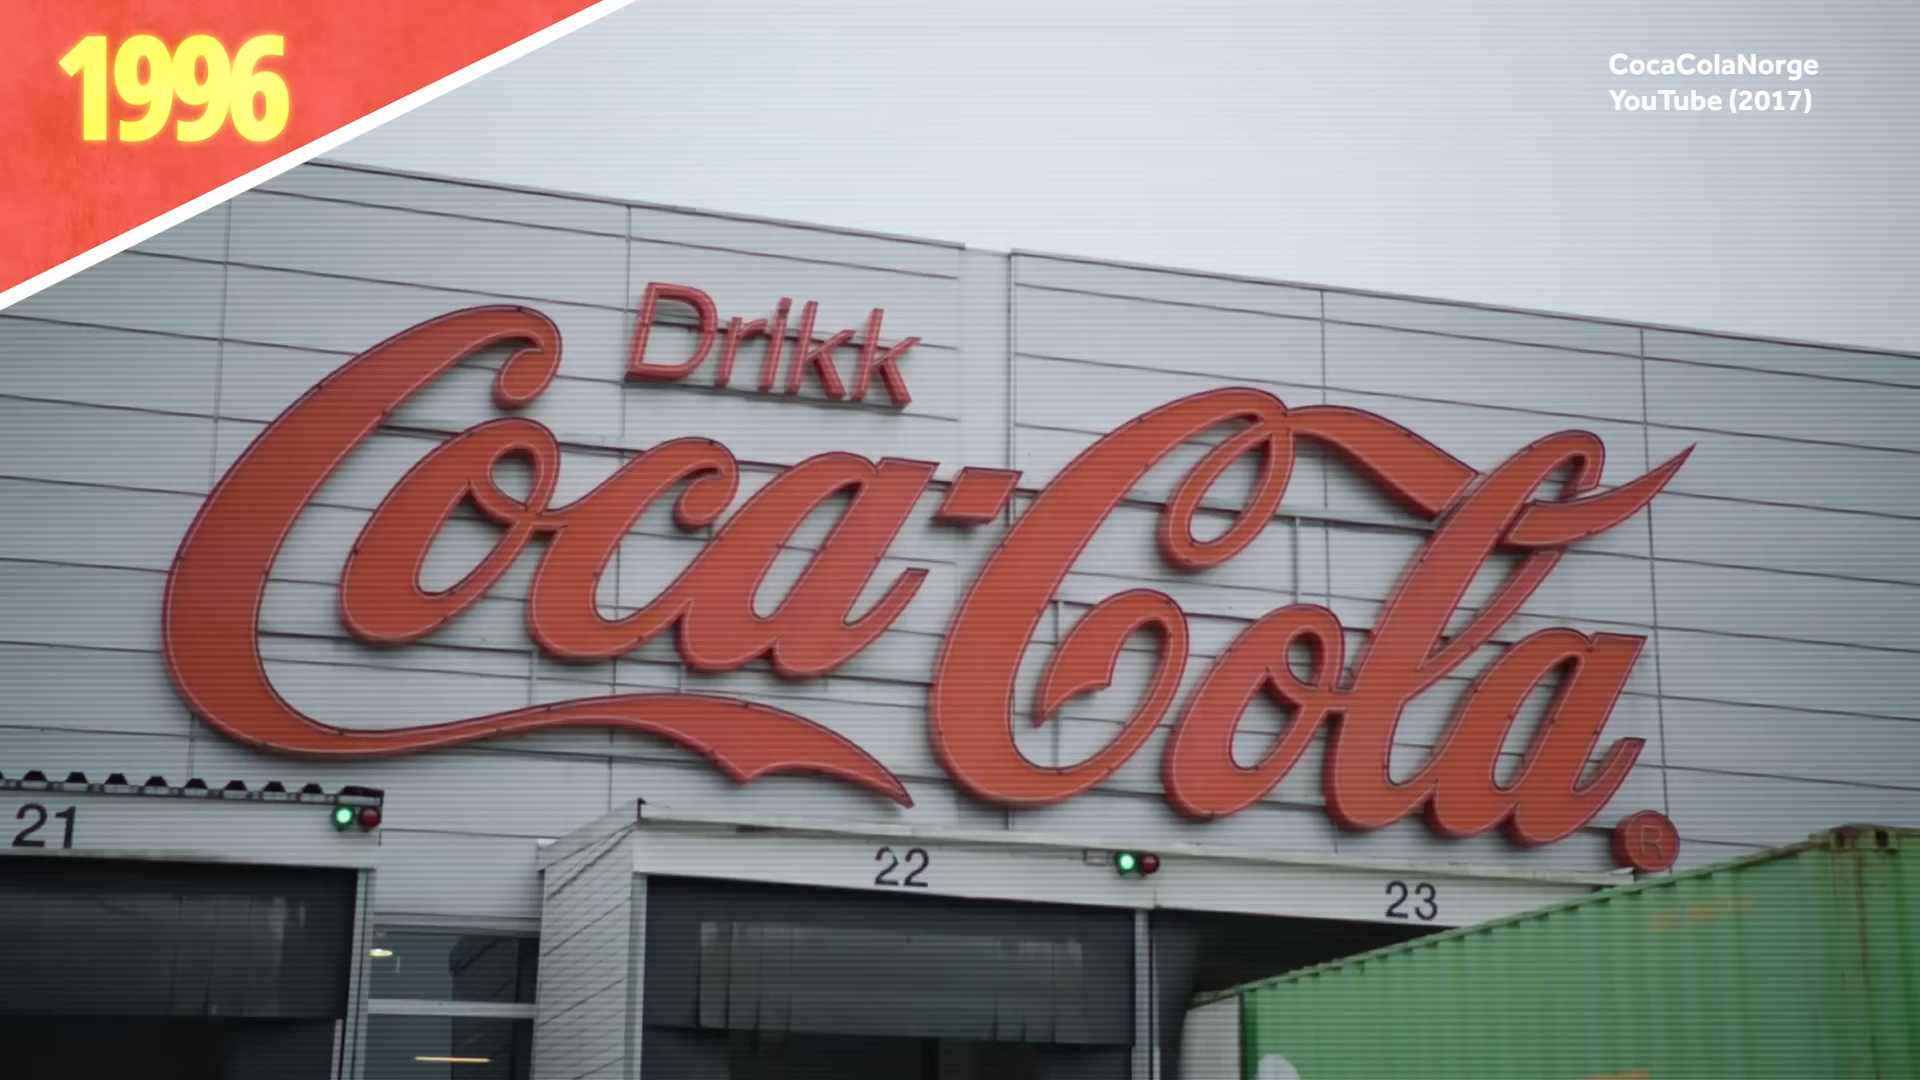 1996
CocaColaNorge
YouTube (2017)
Drikk
Coca-Cola
®
21
22
23